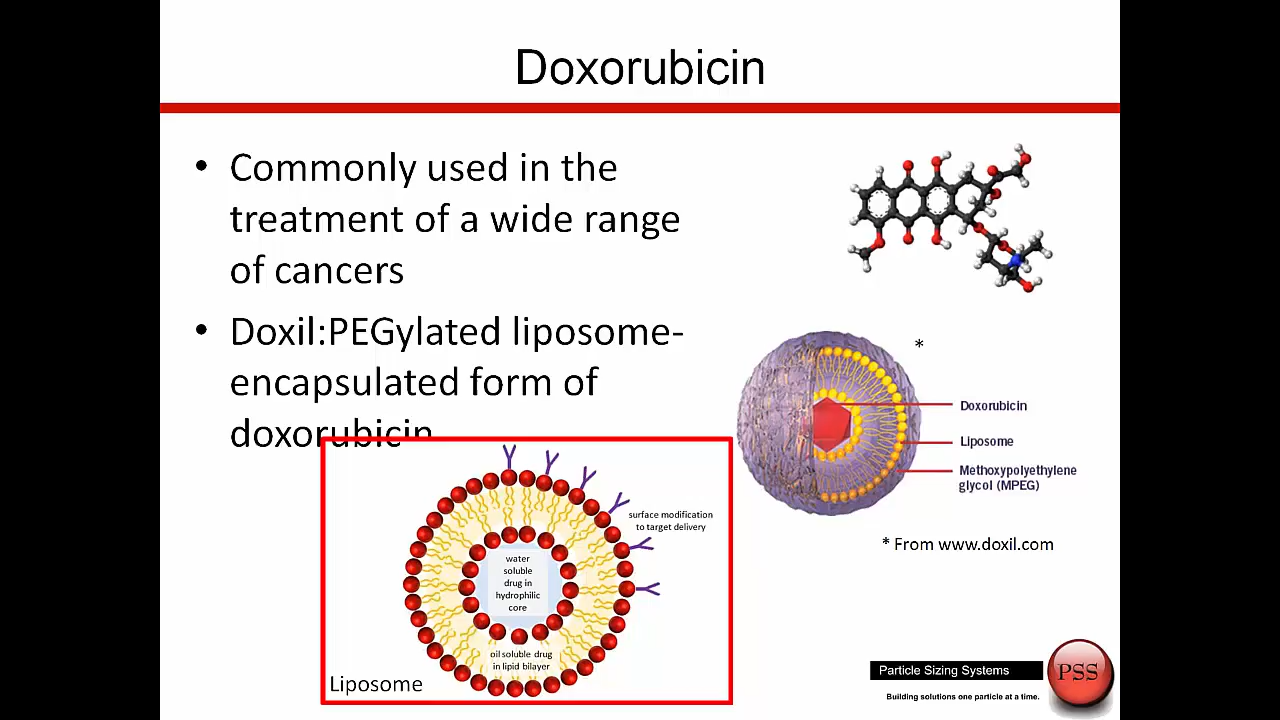 Doxorubicin
• Commonly used in the
treatment of a wide range
of cancers
• Doxil:PEGylated liposome-
encapsulated form of
doxorubicin
*
Doxorubicin
Liposome
Methoxypolyethylene
glycol (MPEG)
* From www.doxil.com
surface modification
to target delivery
water
soluble
drug in
hydrophilic
core
oil soluble drug
in lipid bilayer
Liposome
Particle Sizing Systems
PSS
Building solutions one particle at a time.